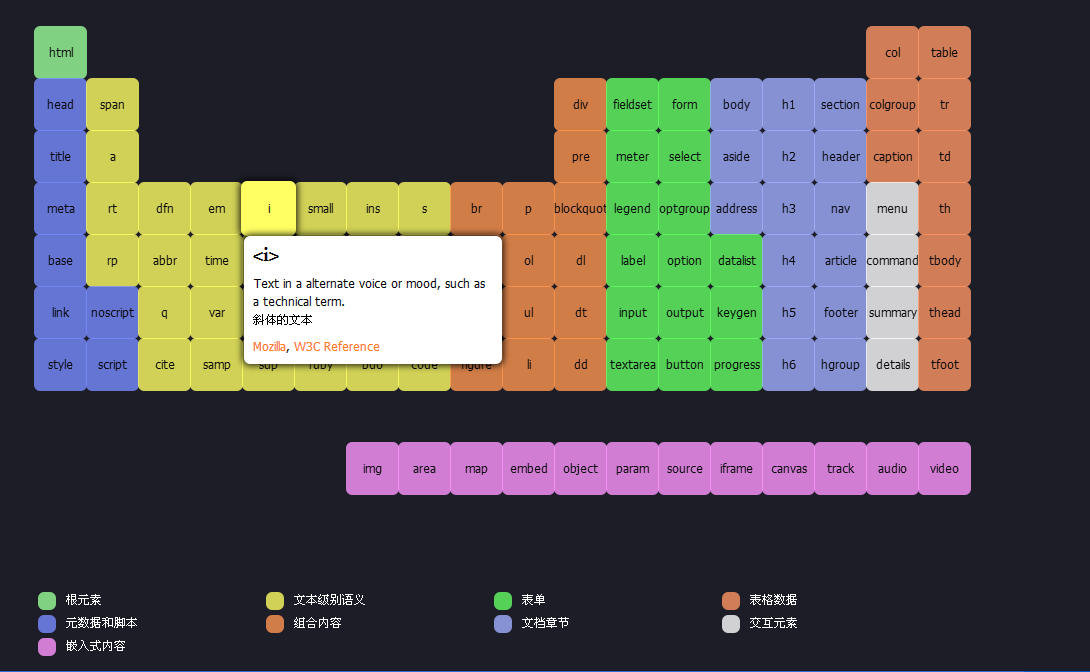 html col table
head span div fieldset form body h1 section colgroup tr
title a pre meter select aside h2 header caption td
meta rt dfn em i small ins s br p blockquot legend optgroup address h3 nav menu th
base rp abbr time ol dl label option datalist h4 article command tbody
<i>
Text in a alternate voice or mood, such as
a technical term.
斜体的文本
Mozilla, W3C Reference
link noscript q var ul dt input output keygen h5 footer summary thead
style script cite samp sup ruby bdo code figure li dd textarea button progress h6 hgroup details tfoot
img area map embed object param source iframe canvas track audio video
根元素 文本级别语义 表单 表格数据
元数据和脚本 组合内容 文档章节 交互元素
嵌入式内容